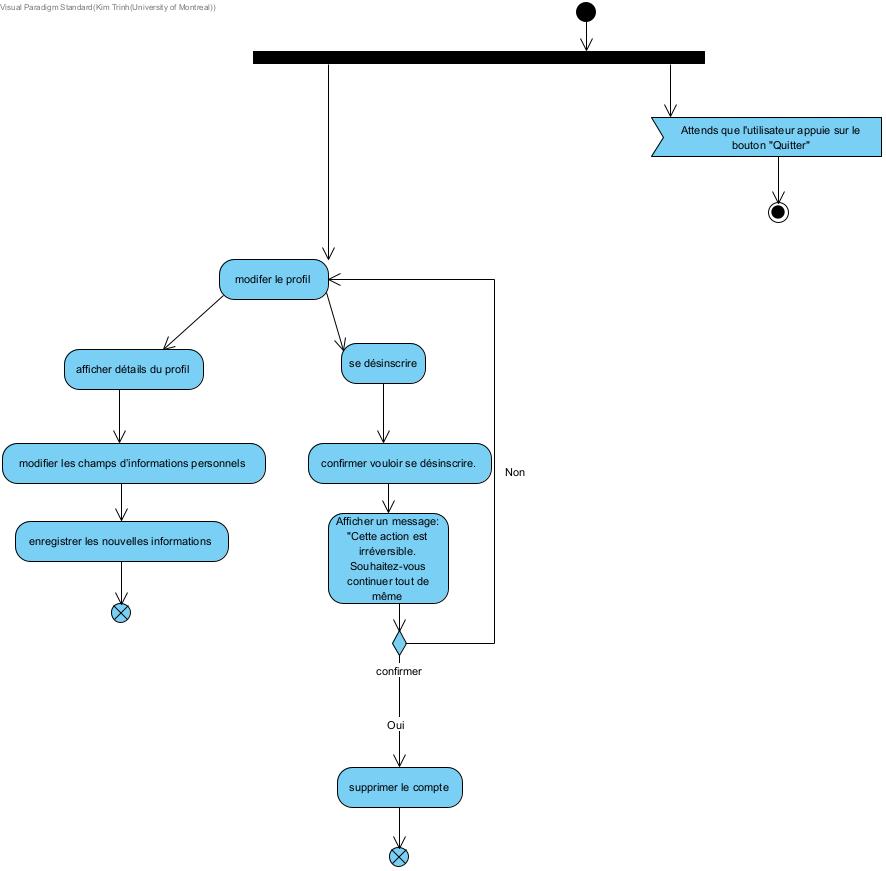 Visual Paradigm Standard(Kim Trinh(University of Montreal))
Attends que l'utilisateur appuie sur le
bouton "Quitter"
modifer le profil
afficher détails du profil
se désinscrire
modifier les champs d'informations personnels
confirmer vouloir se désinscrire.
Non
enregistrer les nouvelles informations
Afficher un message:
"Cette action est
irréversible.
Souhaitez-vous
continuer tout de
même
confirmer
Oui
supprimer le compte